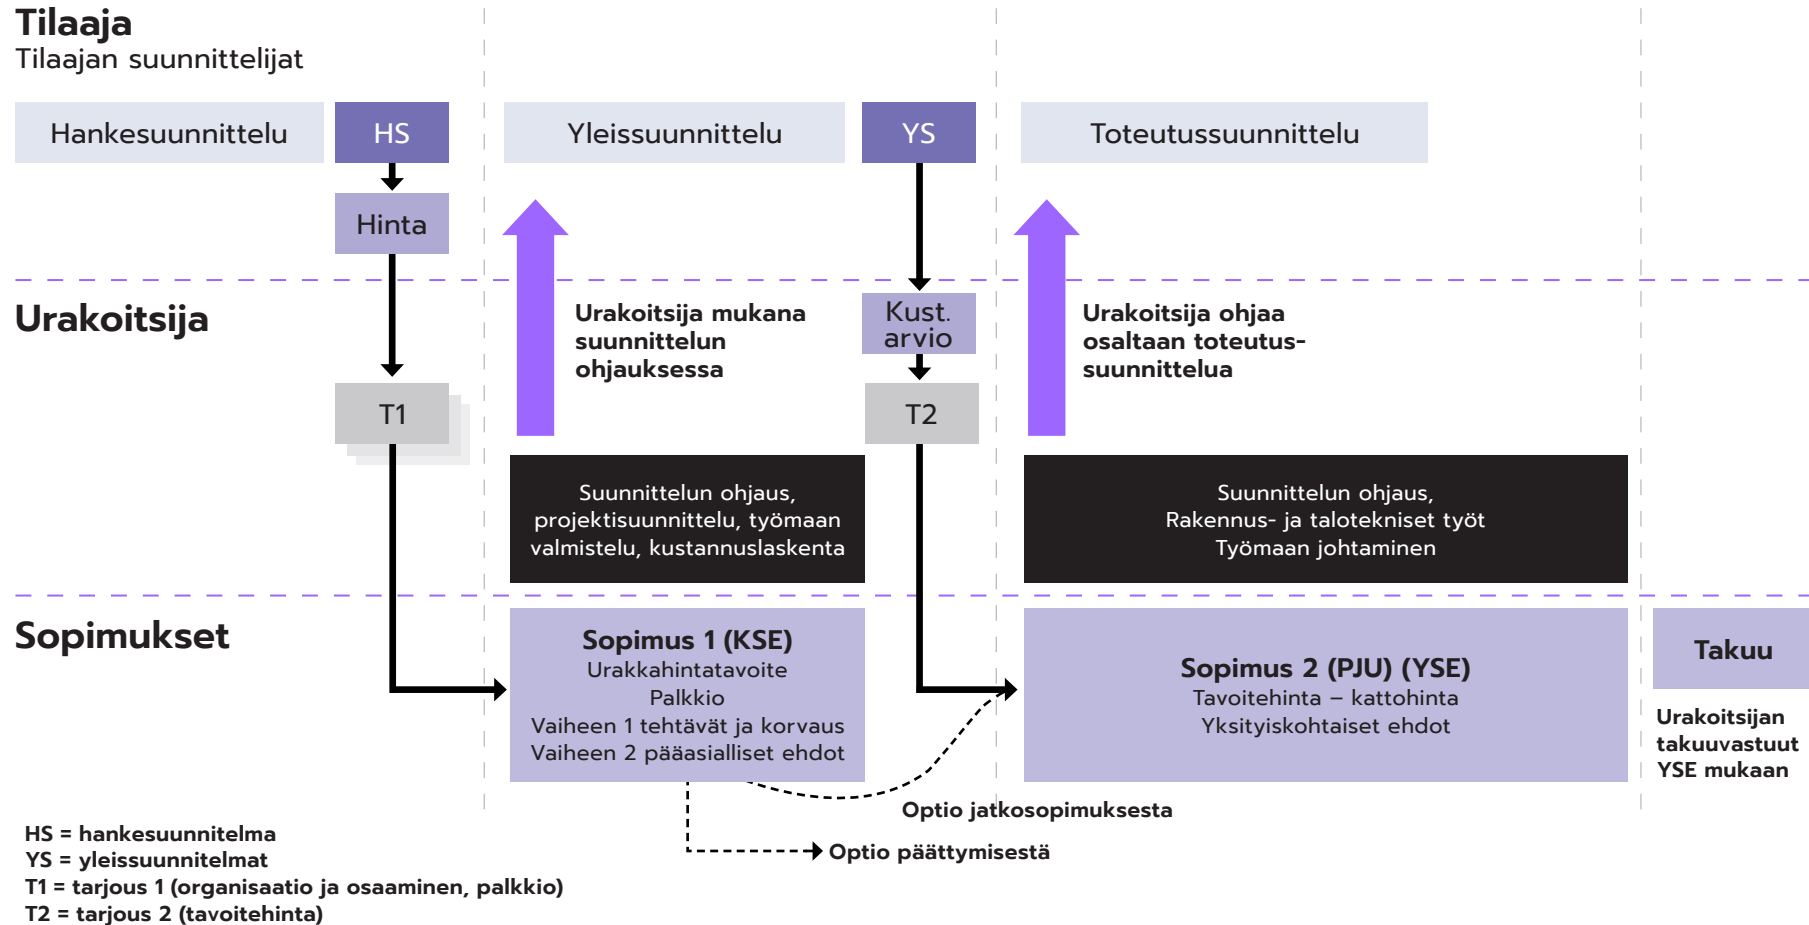 Tilaaja
Tilaajan suunnittelijat
Hankesuunnittelu
HS
Yleissuunnittelu
YS
Toteutussuunnittelu
Hinta
Urakoitsija
Urakoitsija mukana
suunnittelun
ohjauksessa
Kust.
arvio
Urakoitsija ohjaa
osaltaan toteutus-
suunnittelua
T1
T2
Suunnittelun ohjaus,
projektisuunnittelu, työmaan
valmistelu, kustannuslaskenta
Suunnittelun ohjaus,
Rakennus- ja talotekniset työt
Työmaan johtaminen
Sopimukset
Sopimus 1 (KSE)
Urakkahintatavoite
Palkkio
Vaiheen 1 tehtävät ja korvaus
Vaiheen 2 pääasialliset ehdot
Sopimus 2 (PJU) (YSE)
Tavoitehinta – kattohinta
Yksityiskohtaiset ehdot
Takuu
Urakoitsijan
takuuvastuut
YSE mukaan
Optio jatkosopimuksesta
Optio päättymisestä
HS = hankesuunnitelma
YS = yleissuunnitelmat
T1 = tarjous 1 (organisaatio ja osaaminen, palkkio)
T2 = tarjous 2 (tavoitehinta)